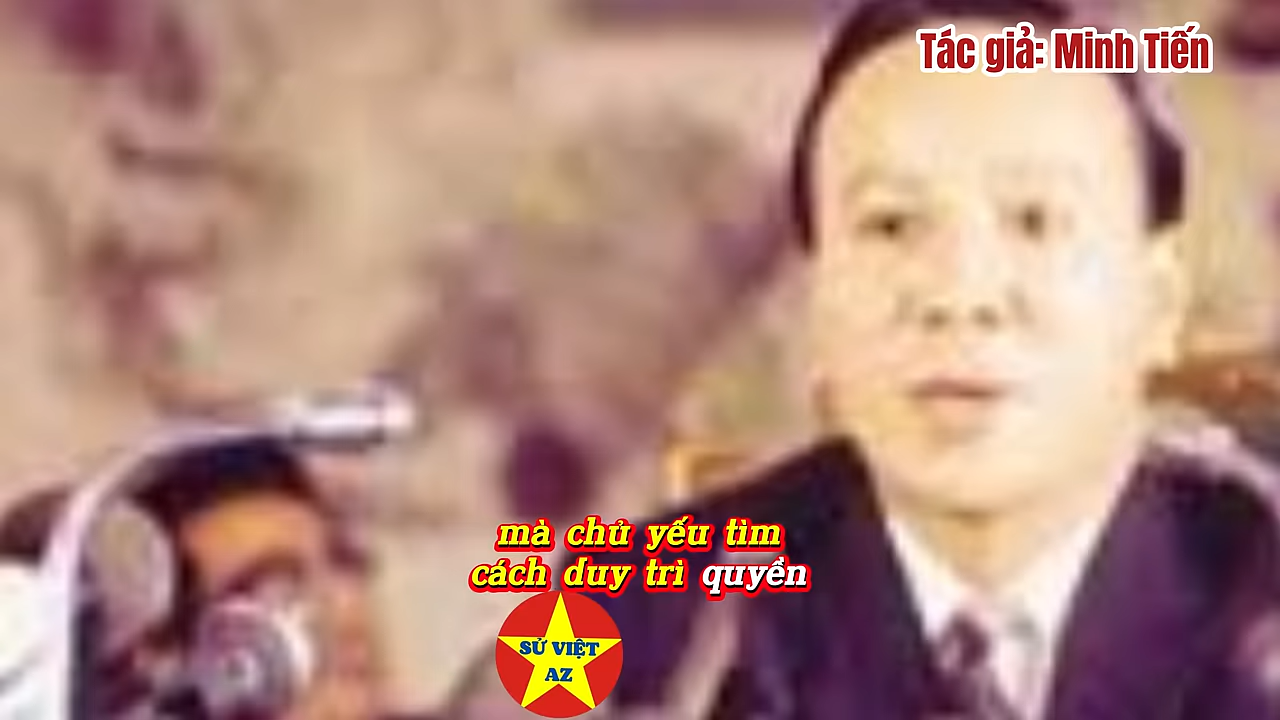 Tác giả: Minh Tiến
mà chủ yếu tìm
cách duy trì quyền
SỬ VIỆT
AZ